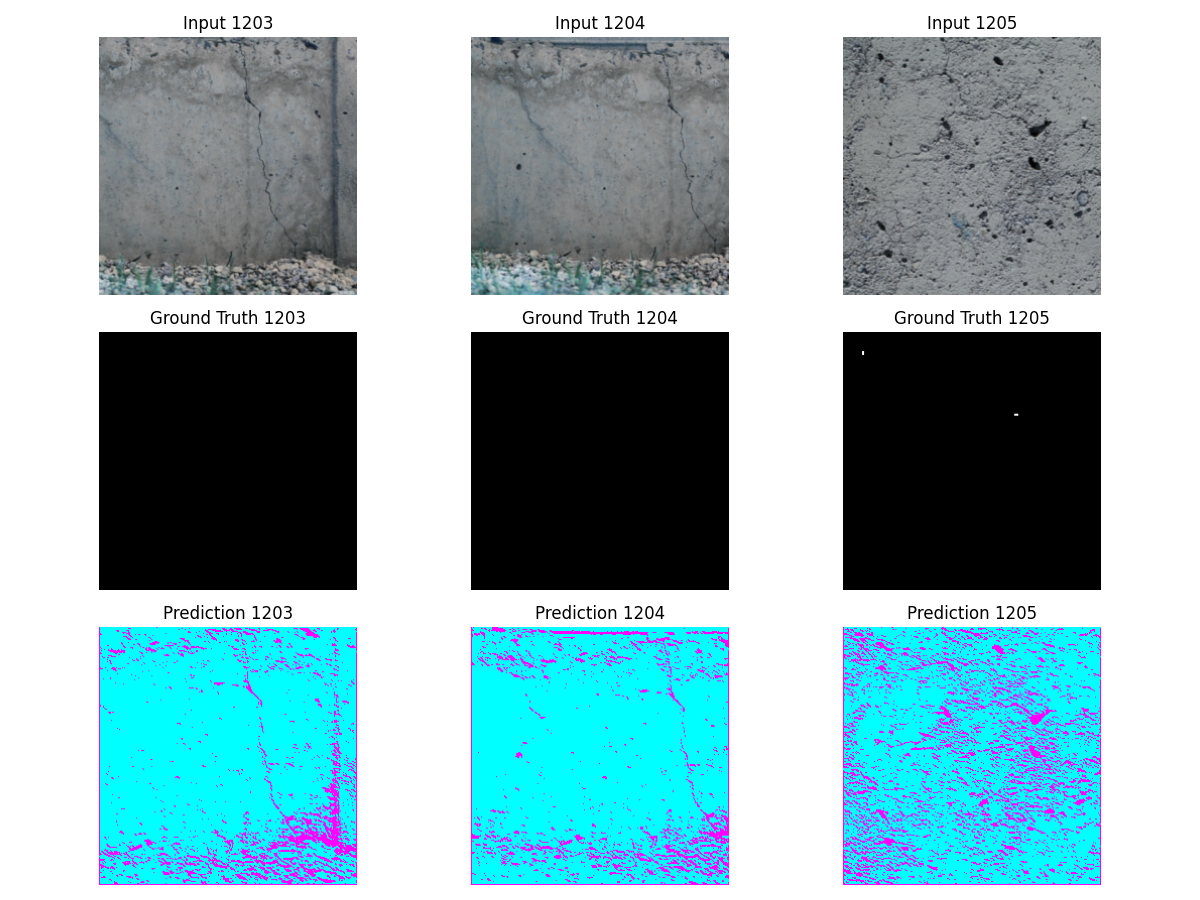 Input 1203
Input 1204
Input 1205
Ground Truth 1203
Ground Truth 1204
Ground Truth 1205
Prediction 1203
Prediction 1204
Prediction 1205